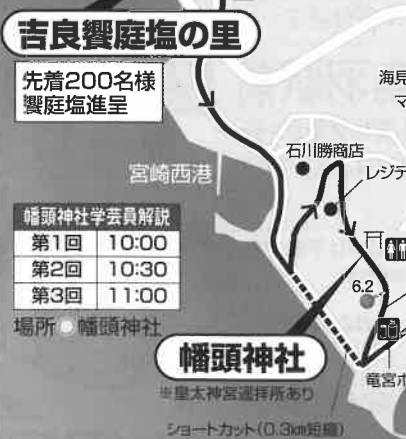 吉良饗庭塩の里
先着200名様
饗庭塩進呈
海見
マ
石川勝商店
宮崎西港
レジデ
幡頭神社学芸員解説
第1回 10:00
第2回 10:30
第3回 11:00
6.2
場所 幡頭神社
幡頭神社
※皇太神宮遥拝所あり
竜宮ホ
ショートカット(0.3km短縮)